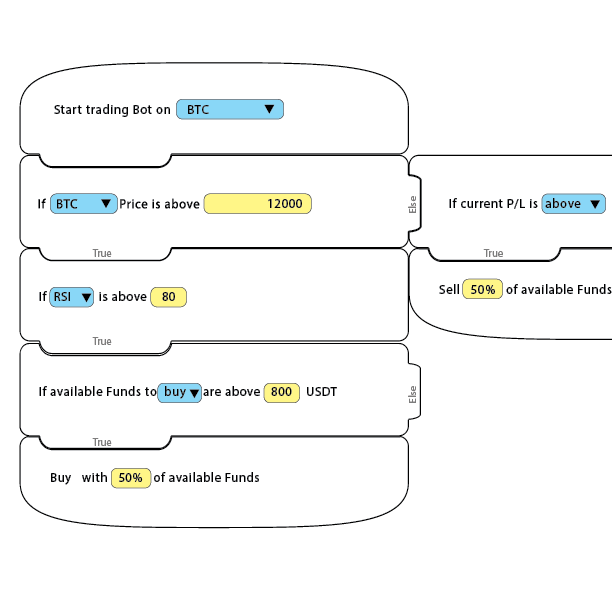 Start trading Bot on BTC ▼
If BTC ▼ Price is above 12000
Else
True
If current P/L is above ▼
True
If RSI ▼ is above 80
True
Sell 50% of available Funds
If available Funds to buy ▼ are above 800 USDT
Else
True
Buy with 50% of available Funds